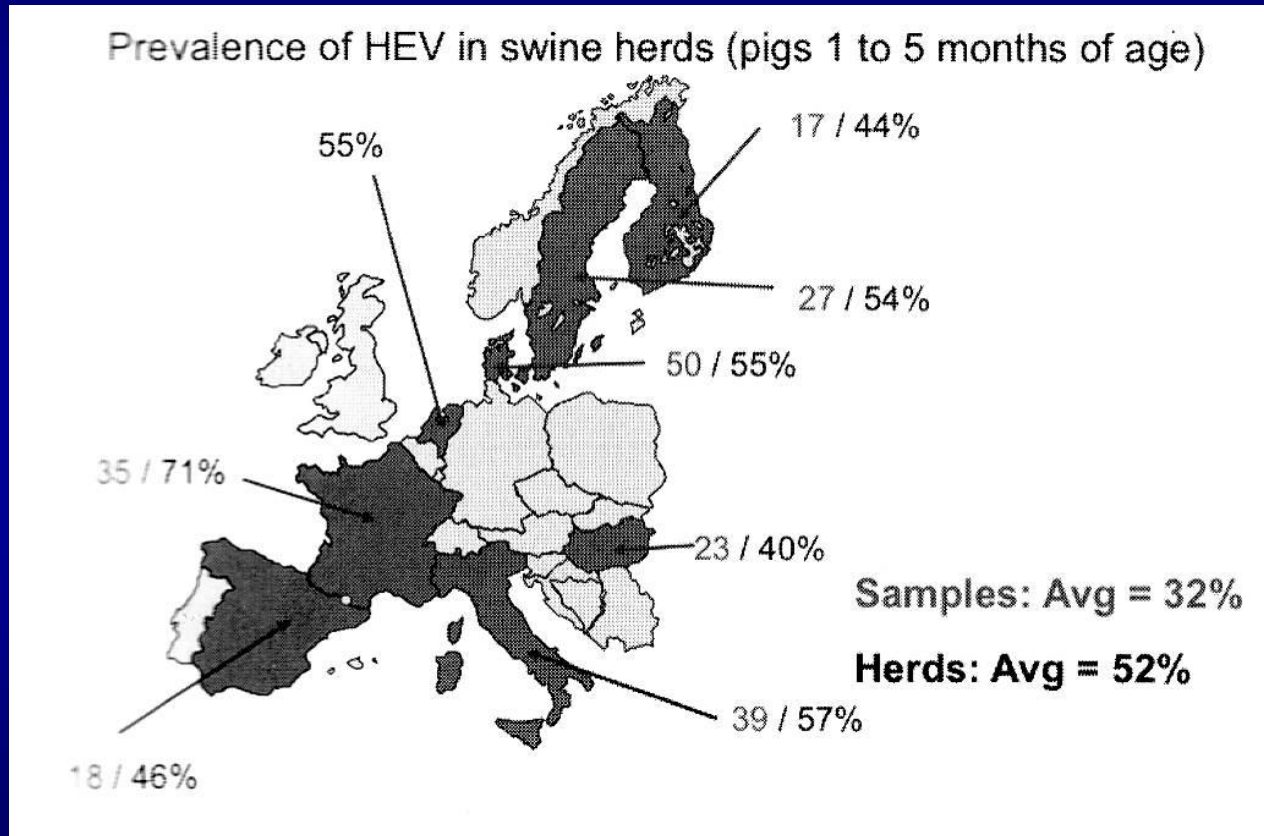 Prevalence of HEV in swine herds (pigs 1 to 5 months of age)
17 / 44%
55%
27 / 54%
50 / 55%
35 / 71%
23 / 40%
Samples: Avg = 32%
Herds: Avg = 52%
39 / 57%
18 / 46%